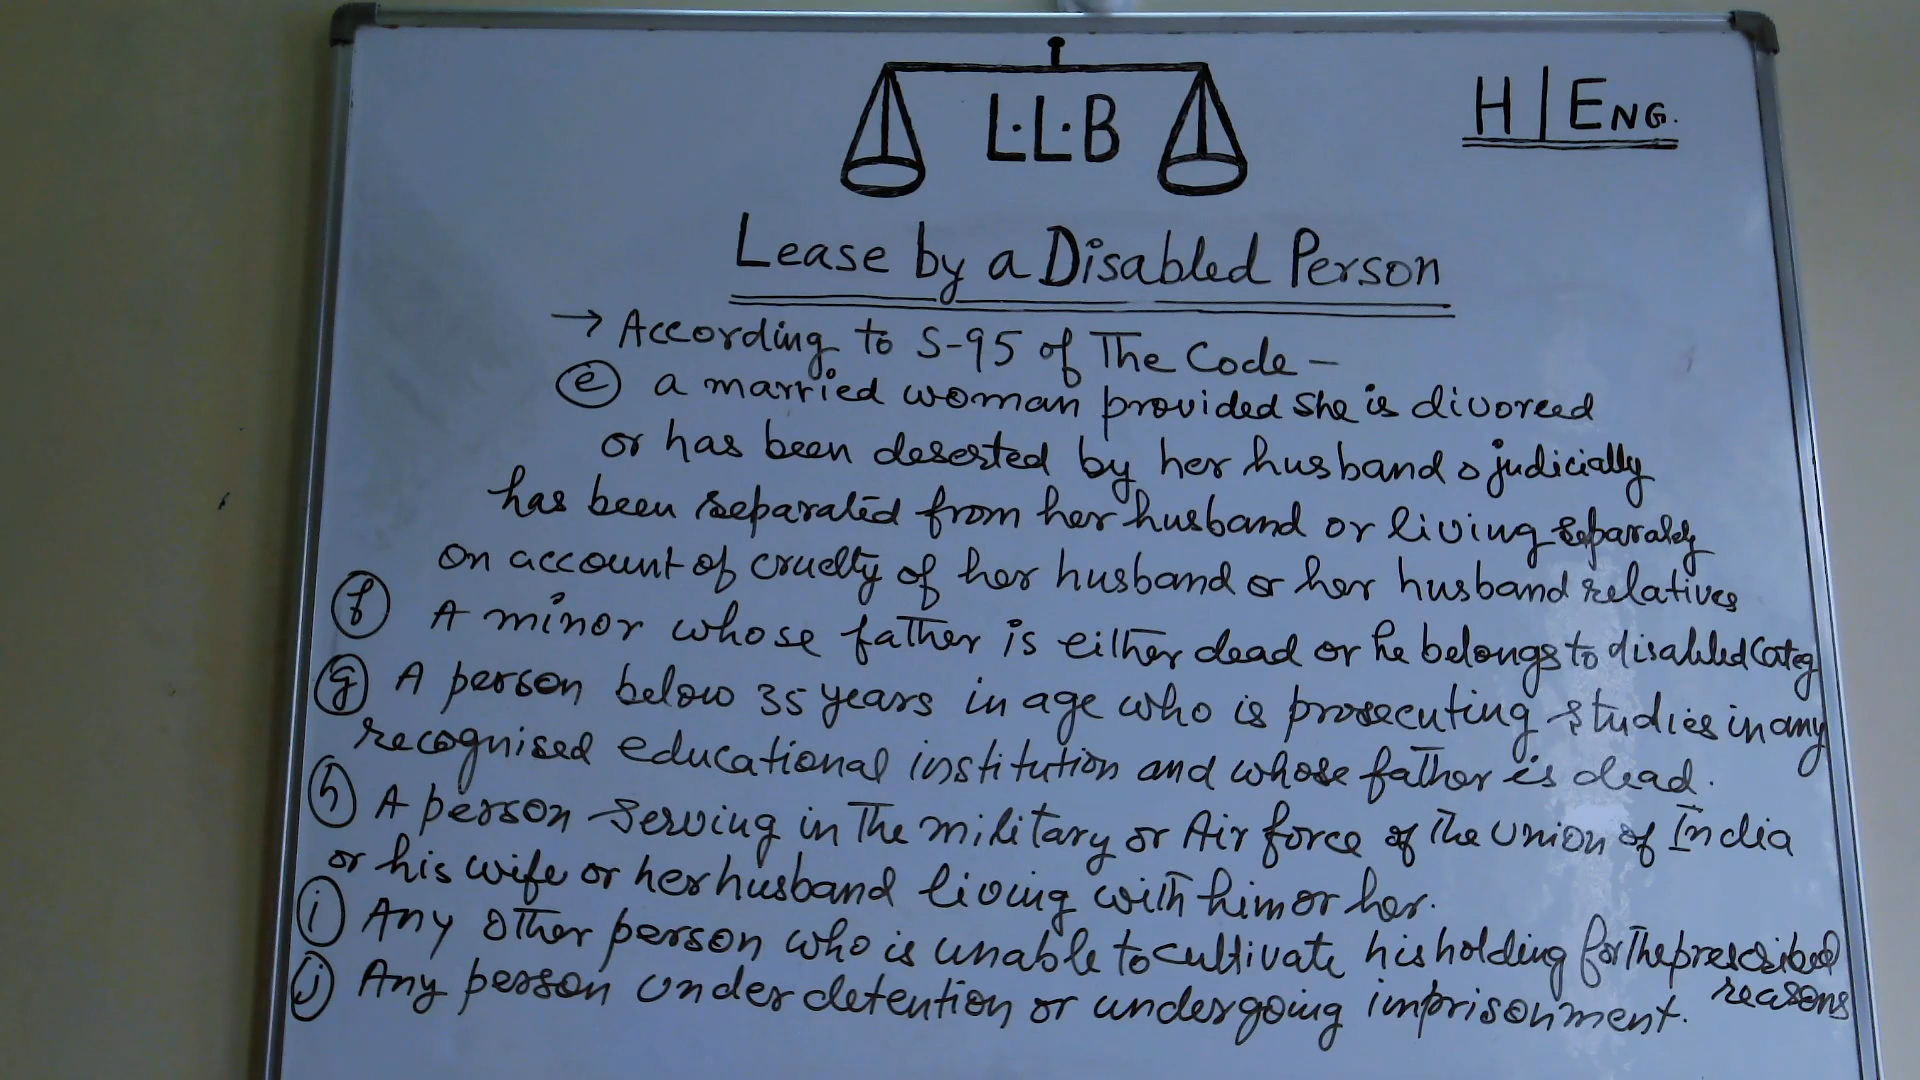 L.L.B
H | ENG.
Lease by a Disabled Person
→ According to S-95 of The Code -
(e) a married woman provided she is divorced
or has been deserted by her husband o judicially
has been separated from her husband or living separately
on account of cruelty of her husband or her husband relatives
(f) A minor whose father is either dead or he belongs to disabled Categ
(g) A person below 35 years in age who is prosecuting studies in any
recognised educational institution and whose father is dead.
(h) A person serving in The military or Air force of The Union of India
or his wife or her husband living with him or her.
(i) Any other person who is unable to cultivate his holding for The prescribed
reasons
(j) Any person under detention or undergoing imprisonment.